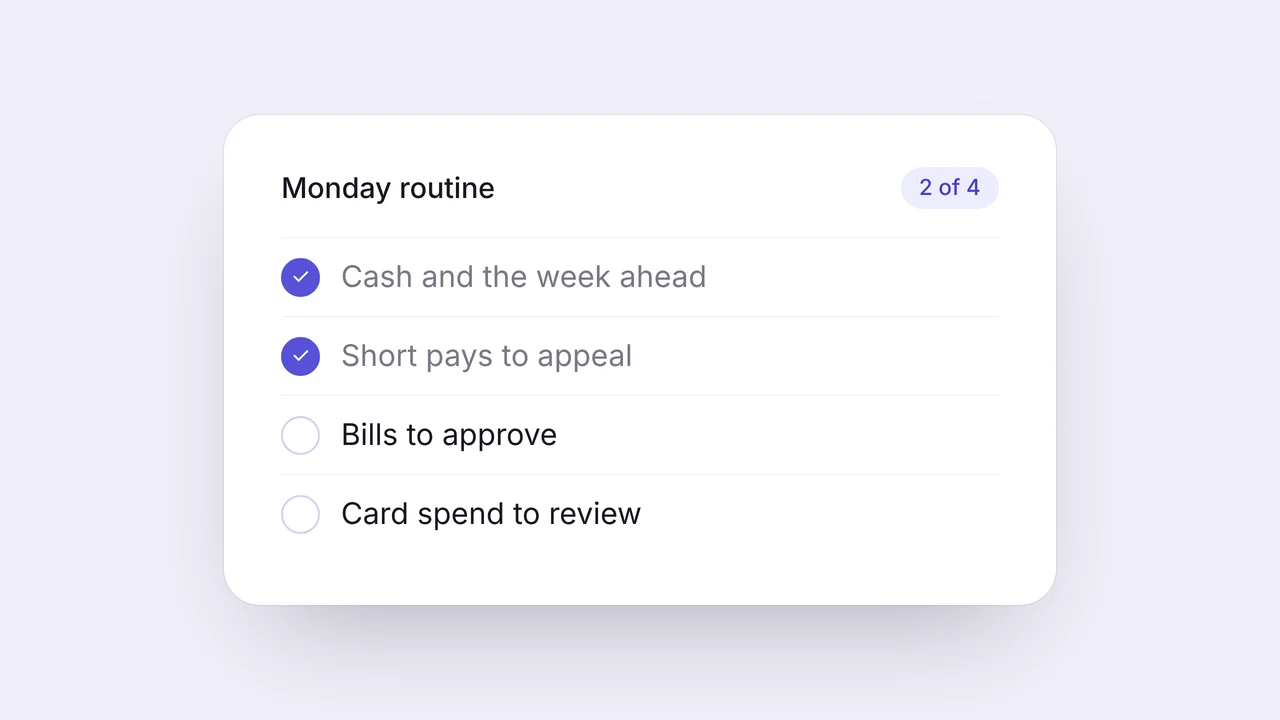 Monday routine
2 of 4
Cash and the week ahead
Short pays to appeal
Bills to approve
Card spend to review